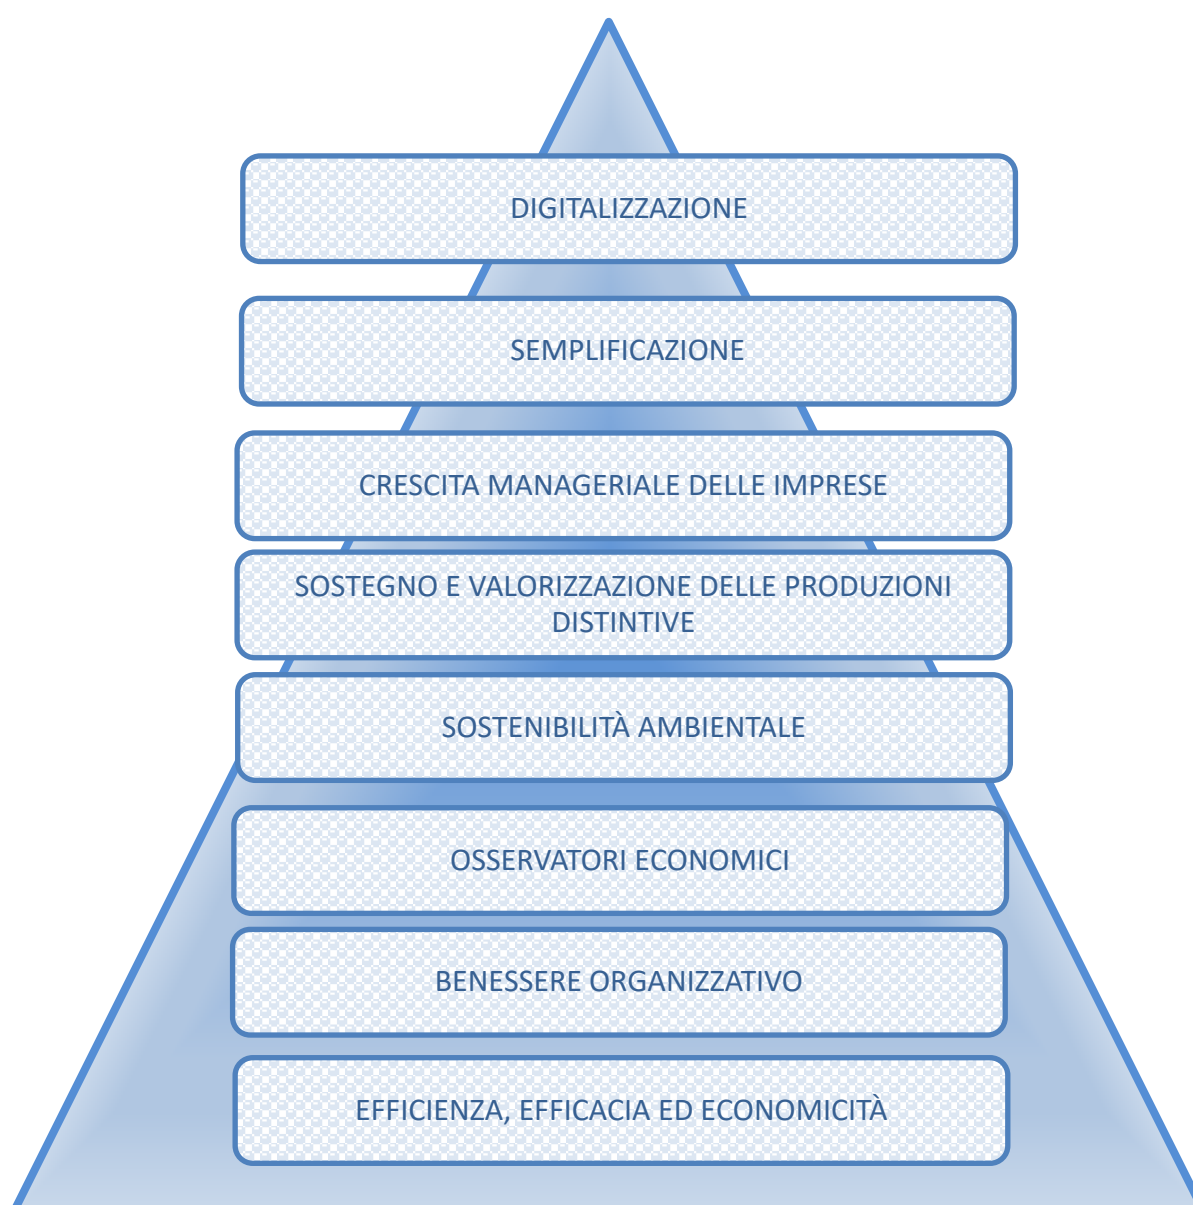 DIGITALIZZAZIONE
SEMPLIFICAZIONE
CRESCITA MANAGERIALE DELLE IMPRESE
SOSTEGNO E VALORIZZAZIONE DELLE PRODUZIONI
DISTINTIVE
SOSTENIBILITÀ AMBIENTALE
OSSERVATORI ECONOMICI
BENESSERE ORGANIZZATIVO
EFFICIENZA, EFFICACIA ED ECONOMICITÀ